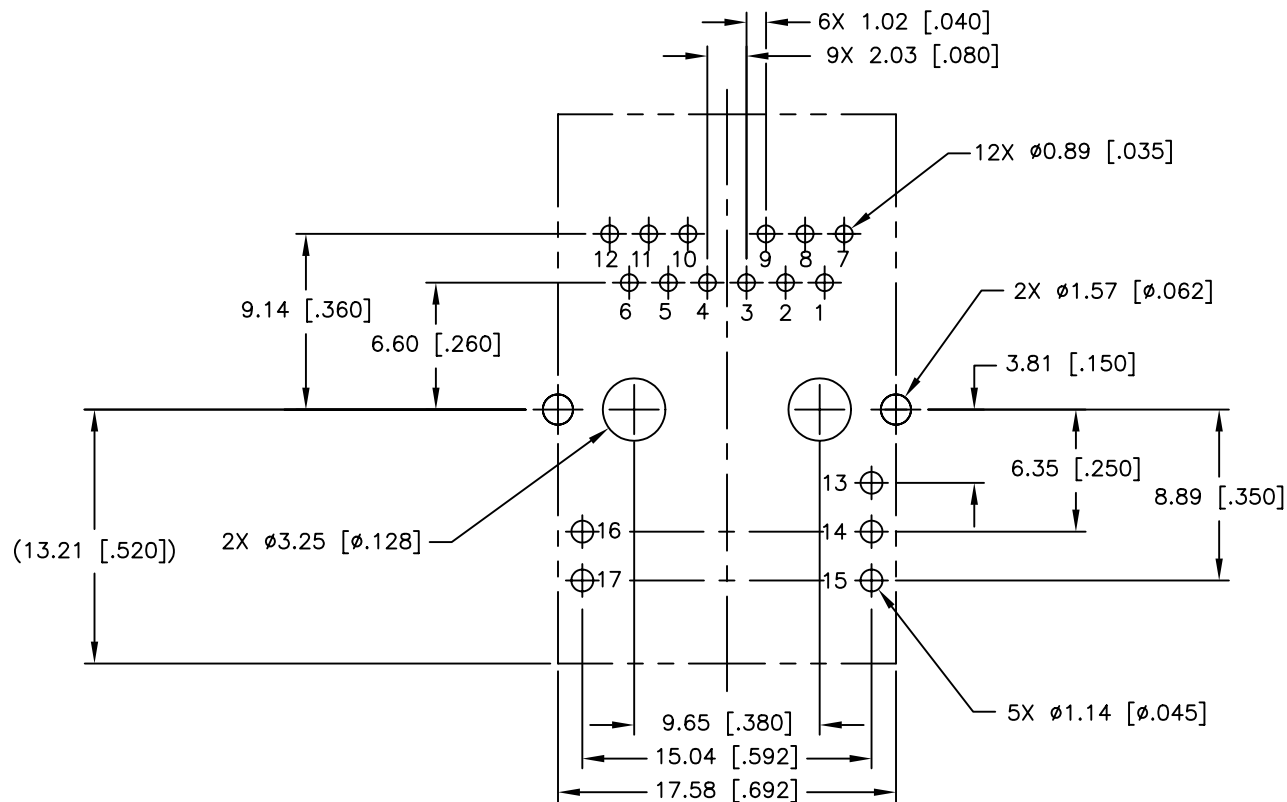 6X 1.02 [.040]
9X 2.03 [.080]
12X ø0.89 [.035]
12 11 10 9 8 7
6 5 4 3 2 1
9.14 [.360]
6.60 [.260]
2X ø1.57 [ø.062]
3.81 [.150]
6.35 [.250]
8.89 [.350]
13
16 14
17 15
2X ø3.25 [ø.128]
(13.21 [.520])
5X ø1.14 [ø.045]
9.65 [.380]
15.04 [.592]
17.58 [.692]